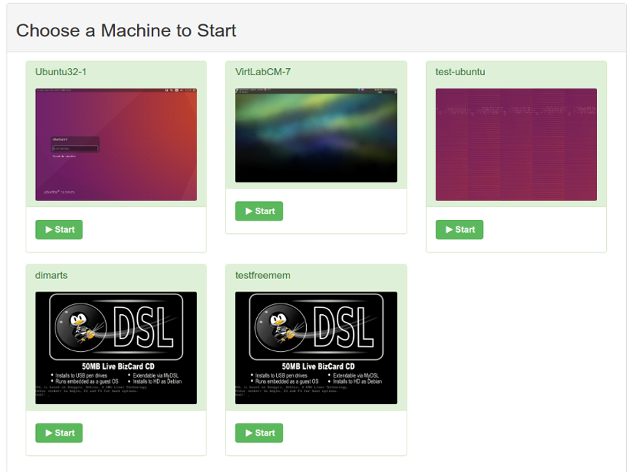 Choose a Machine to Start
Ubuntu32-1
VirtLabCM-7
test-ubuntu
Start
Start
Start
dimarts
testfreemem
DSL
50MB Live BizCard CD
• Installs to USB pen drives • Extendable via MyDSL
• Runs embedded as a guest OS • Installs to HD as Debian
DSL
50MB Live BizCard CD
• Installs to USB pen drives • Extendable via MyDSL
• Runs embedded as a guest OS • Installs to HD as Debian
Start
Start